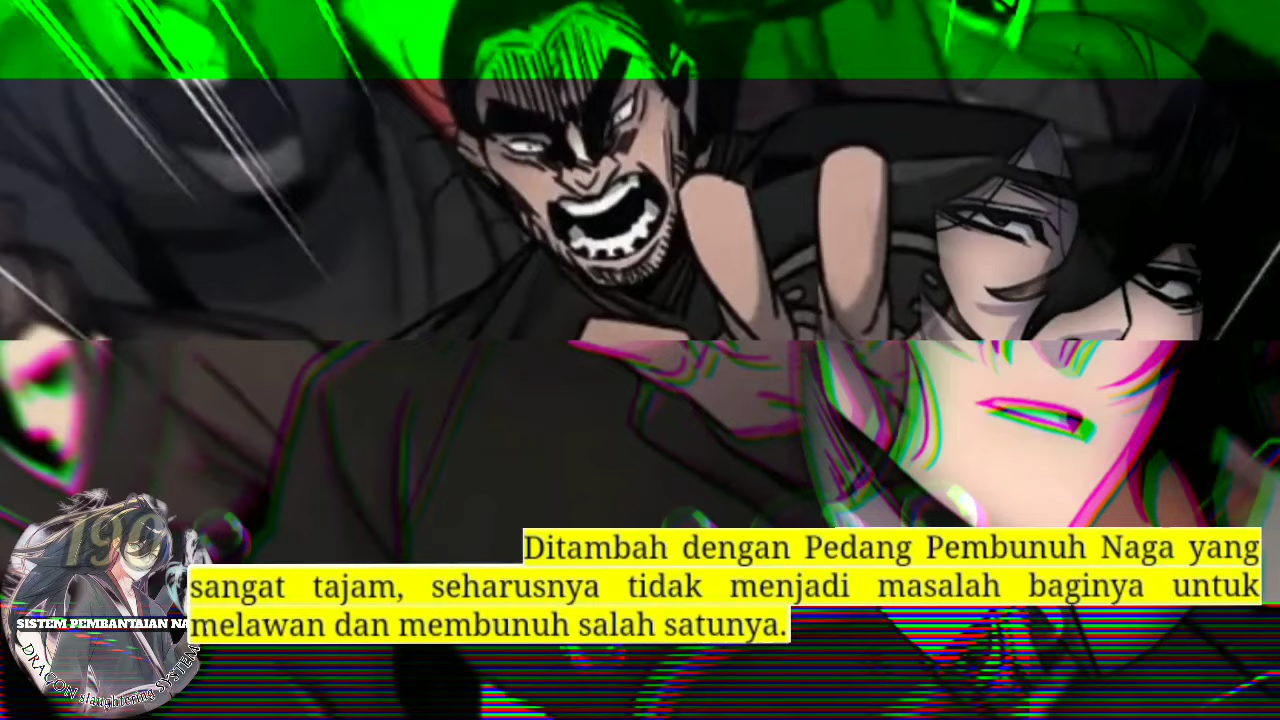 Ditambah dengan Pedang Pembunuh Naga yang
sangat tajam, seharusnya tidak menjadi masalah baginya untuk
melawan dan membunuh salah satunya.
190
SISTEM PEMBANTAIAN NA
DRAGON slaughtering SYSTEM